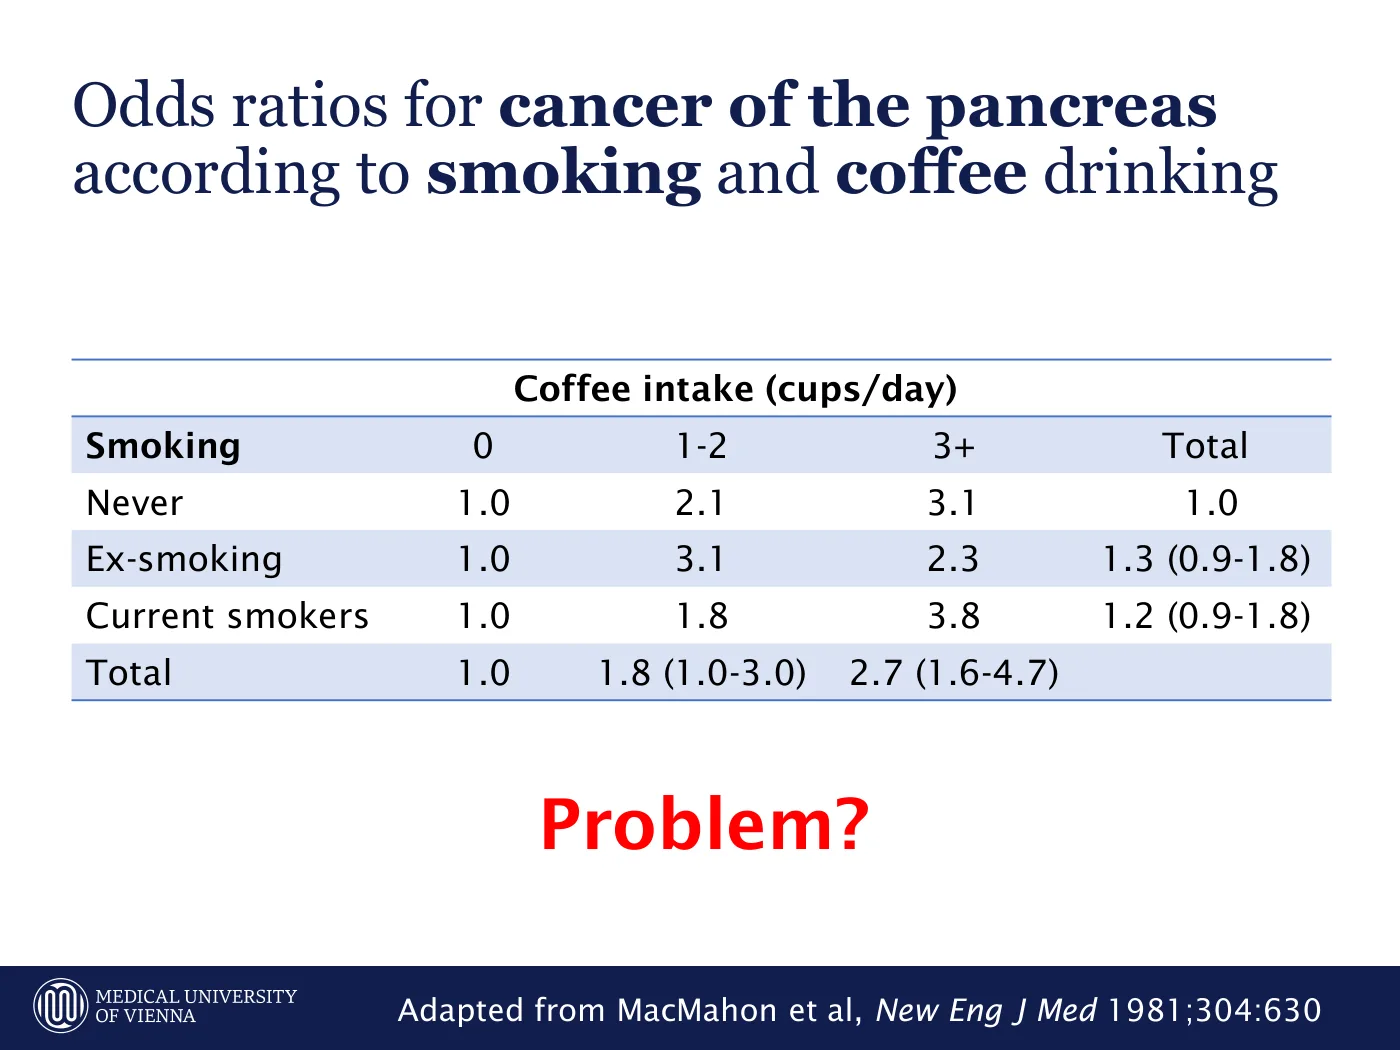 Odds ratios for cancer of the pancreas
according to smoking and coffee drinking
Coffee intake (cups/day)
Smoking 0 1-2 3+ Total
Never 1.0 2.1 3.1 1.0
Ex-smoking 1.0 3.1 2.3 1.3 (0.9-1.8)
Current smokers 1.0 1.8 3.8 1.2 (0.9-1.8)
Total 1.0 1.8 (1.0-3.0) 2.7 (1.6-4.7)
Problem?
MEDICAL UNIVERSITY
OF VIENNA
Adapted from MacMahon et al, New Eng J Med 1981;304:630